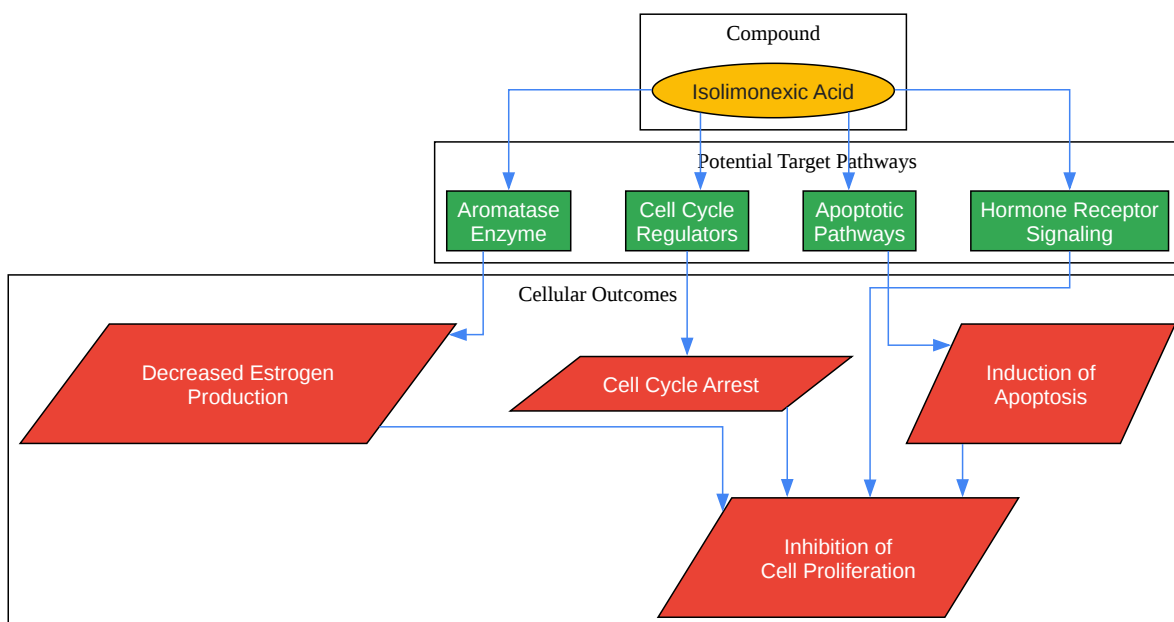 Compound
Isolimonexic Acid
Potential Target Pathways
Aromatase
Enzyme
Cell Cycle
Regulators
Apoptotic
Pathways
Hormone Receptor
Signaling
Cellular Outcomes
Decreased Estrogen
Production
Cell Cycle Arrest
Induction of
Apoptosis
Inhibition of
Cell Proliferation